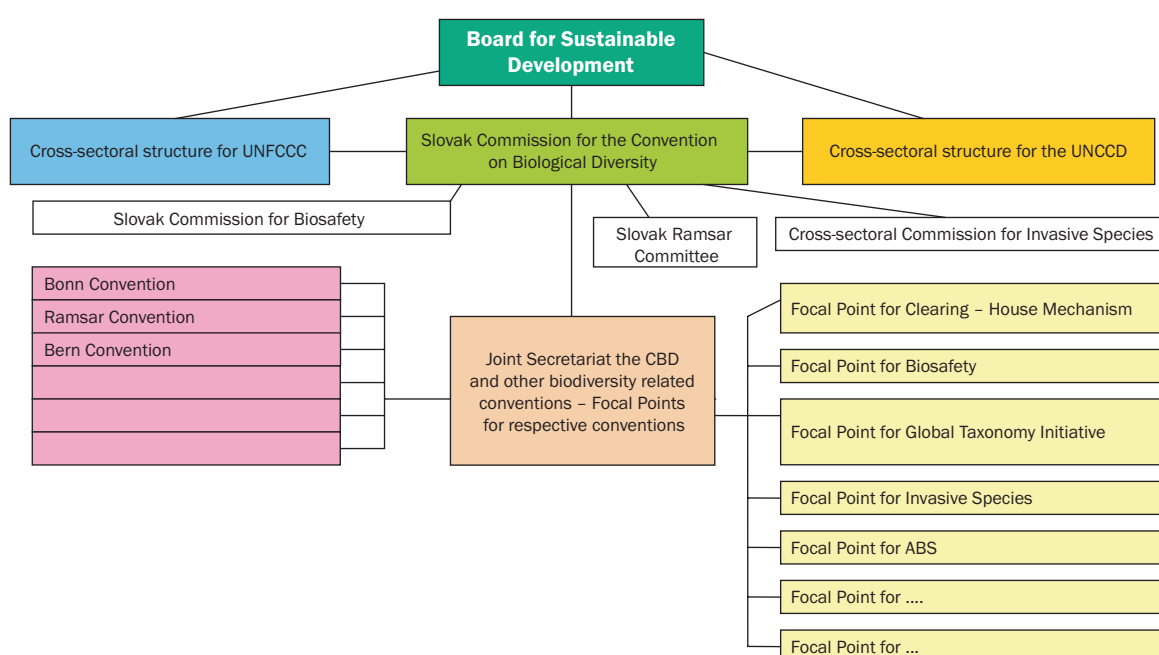 Board for Sustainable
Development
Cross-sectoral structure for UNFCCC
Slovak Commission for the Convention
on Biological Diversity
Cross-sectoral structure for the UNCCD
Slovak Commission for Biosafety
Slovak Ramsar
Committee
Cross-sectoral Commission for Invasive Species
Bonn Convention
Ramsar Convention
Bern Convention
Joint Secretariat the CBD
and other biodiversity related
conventions – Focal Points
for respective conventions
Focal Point for Clearing – House Mechanism
Focal Point for Biosafety
Focal Point for Global Taxonomy Initiative
Focal Point for Invasive Species
Focal Point for ABS
Focal Point for ....
Focal Point for ...